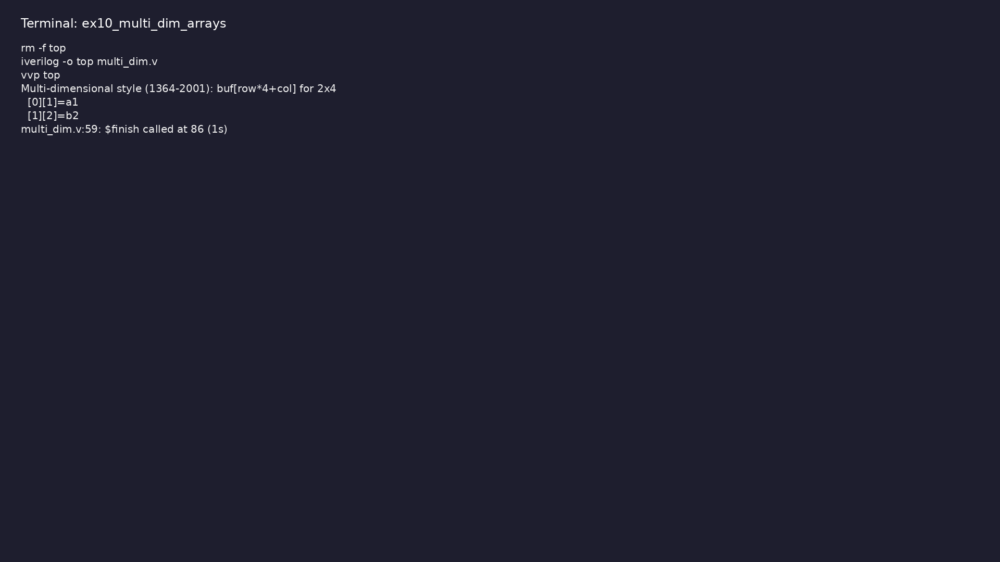 Terminal: ex10_multi_dim_arrays
rm -f top
iverilog -o top multi_dim.v
vvp top
Multi-dimensional style (1364-2001): buf[row*4+col] for 2x4
[0][1]=a1
[1][2]=b2
multi_dim.v:59: $finish called at 86 (1s)